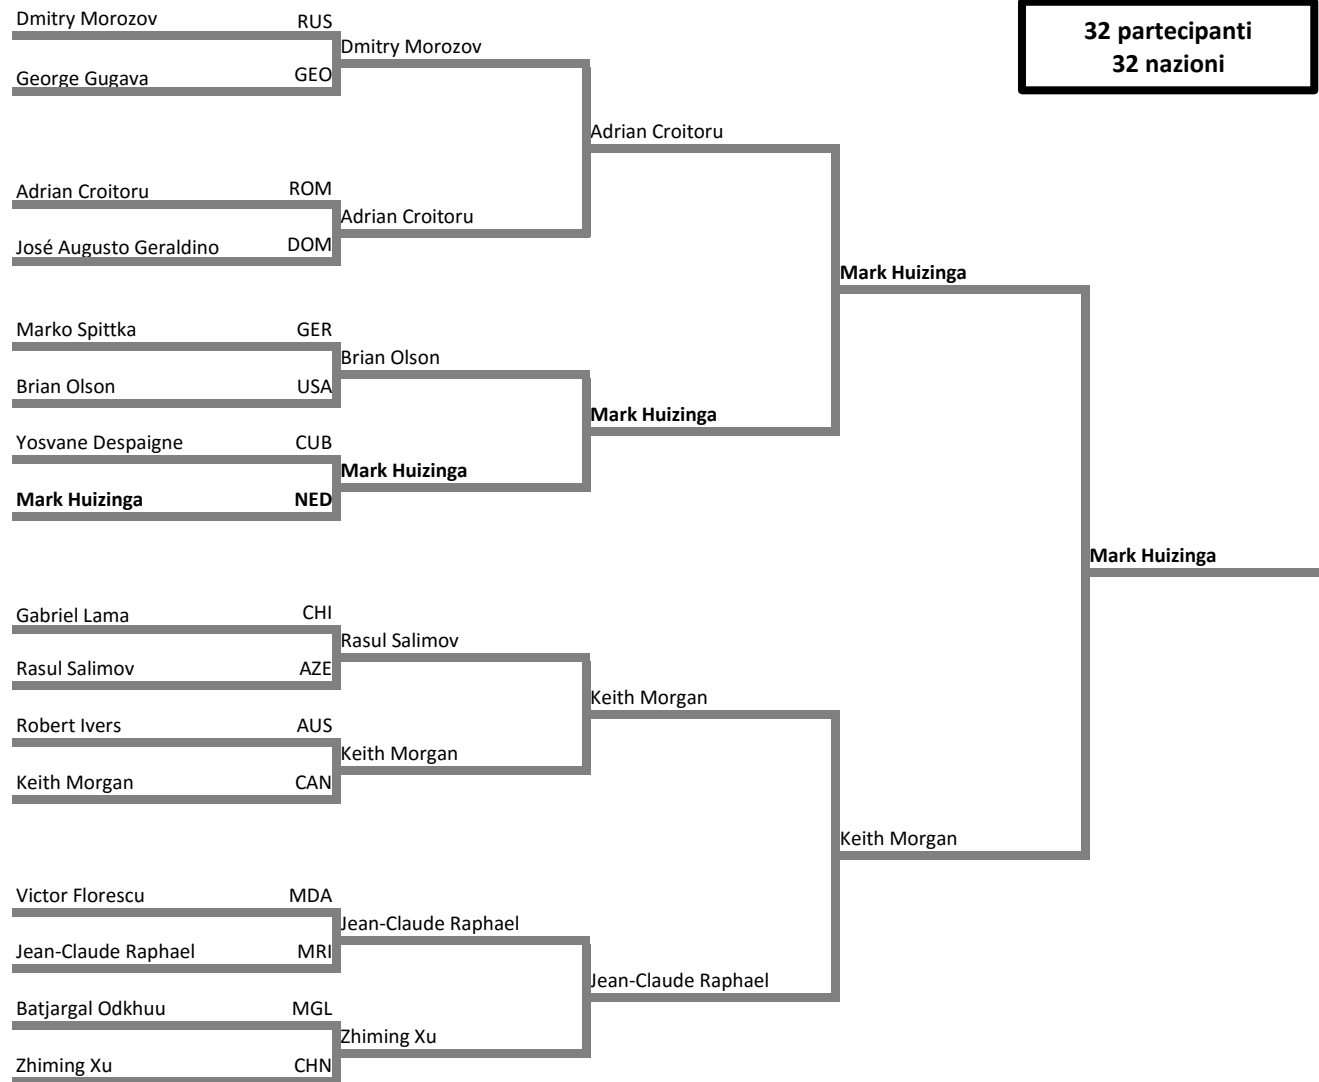 Dmitry Morozov RUS
32 partecipanti
32 nazioni
Dmitry Morozov
George Gugava GEO
Adrian Croitoru
Adrian Croitoru ROM
Adrian Croitoru
José Augusto Geraldino DOM
Mark Huizinga
Marko Spittka GER
Brian Olson
Brian Olson USA
Mark Huizinga
Yosvane Despaigne CUB
Mark Huizinga
Mark Huizinga NED
Mark Huizinga
Gabriel Lama CHI
Rasul Salimov
Rasul Salimov AZE
Keith Morgan
Robert Ivers AUS
Keith Morgan
Keith Morgan CAN
Keith Morgan
Victor Florescu MDA
Jean-Claude Raphael
Jean-Claude Raphael MRI
Jean-Claude Raphael
Batjargal Odkhuu MGL
Zhiming Xu
Zhiming Xu CHN